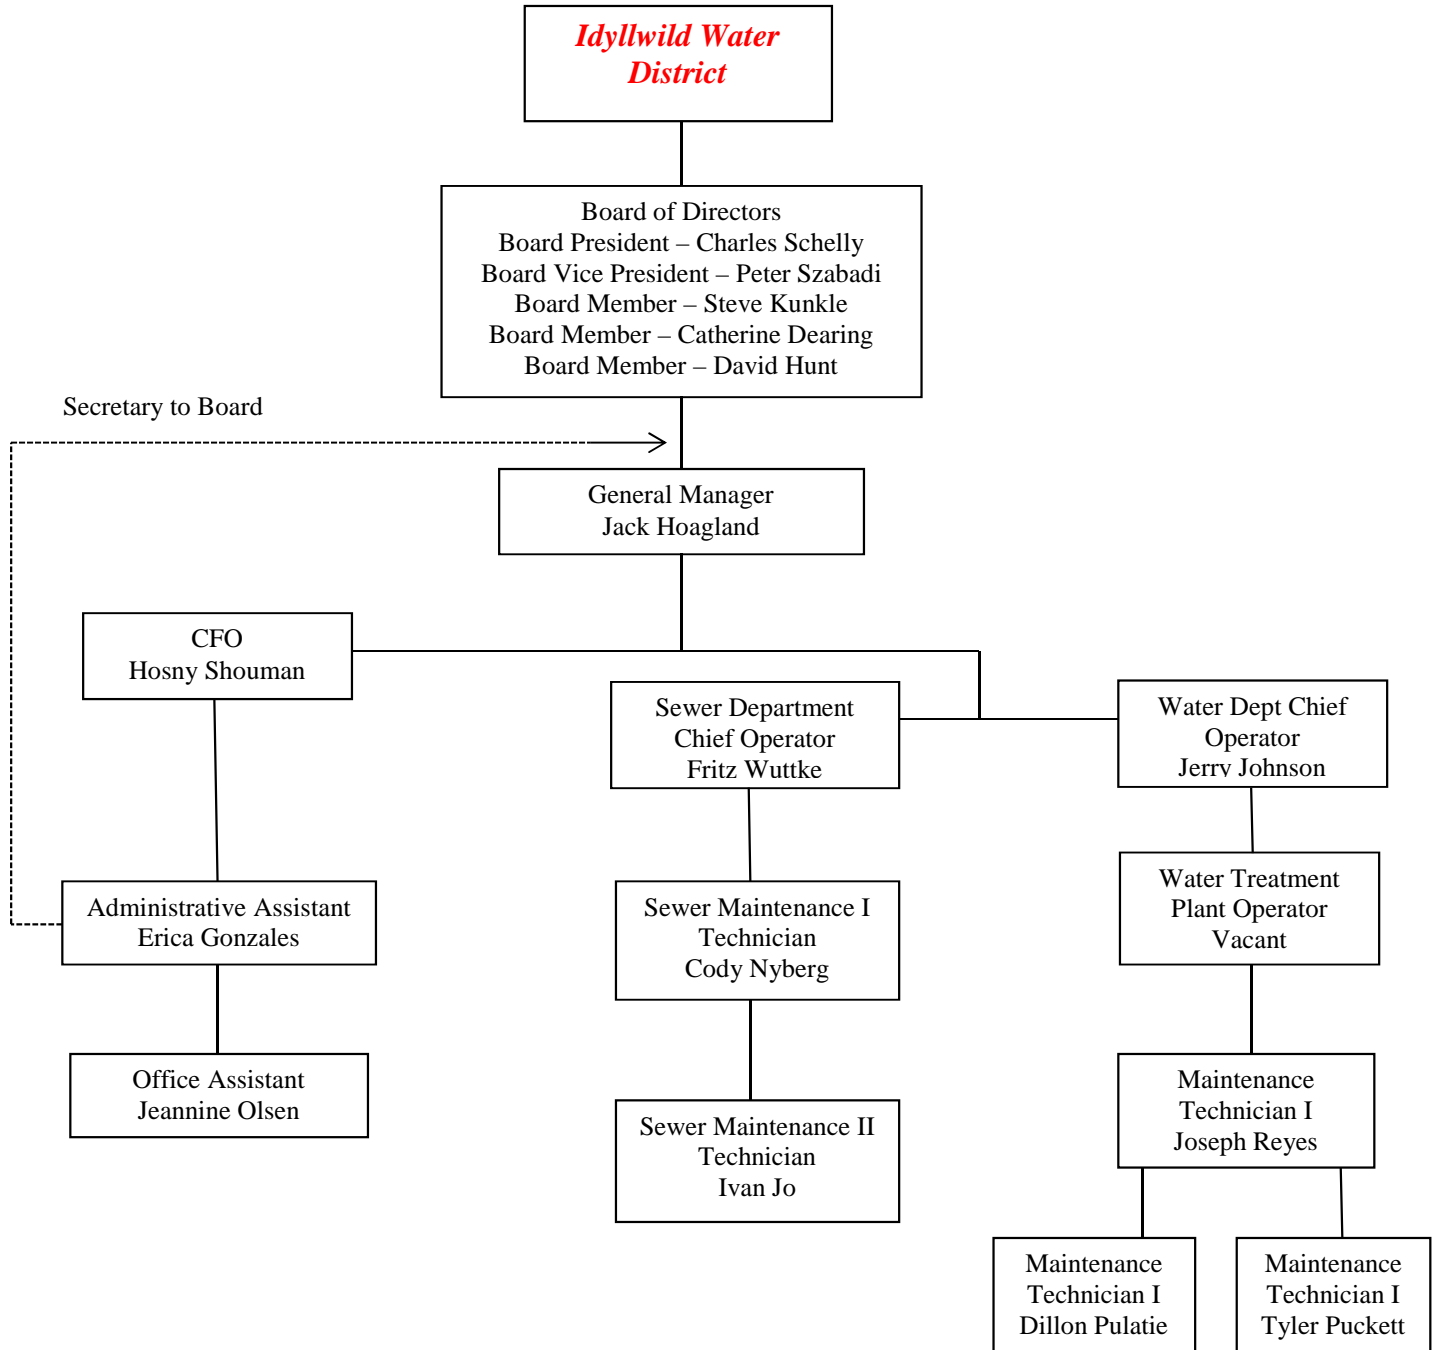 Idyllwild Water
District
Board of Directors
Board President – Charles Schelly
Board Vice President – Peter Szabadi
Board Member – Steve Kunkle
Board Member – Catherine Dearing
Board Member – David Hunt
Secretary to Board
General Manager
Jack Hoagland
CFO
Hosny Shouman
Sewer Department
Chief Operator
Fritz Wuttke
Water Dept Chief
Operator
Jerry Johnson
Administrative Assistant
Erica Gonzales
Sewer Maintenance I
Technician
Cody Nyberg
Water Treatment
Plant Operator
Vacant
Office Assistant
Jeannine Olsen
Sewer Maintenance II
Technician
Ivan Jo
Maintenance
Technician I
Joseph Reyes
Maintenance
Technician I
Dillon Pulatie
Maintenance
Technician I
Tyler Puckett